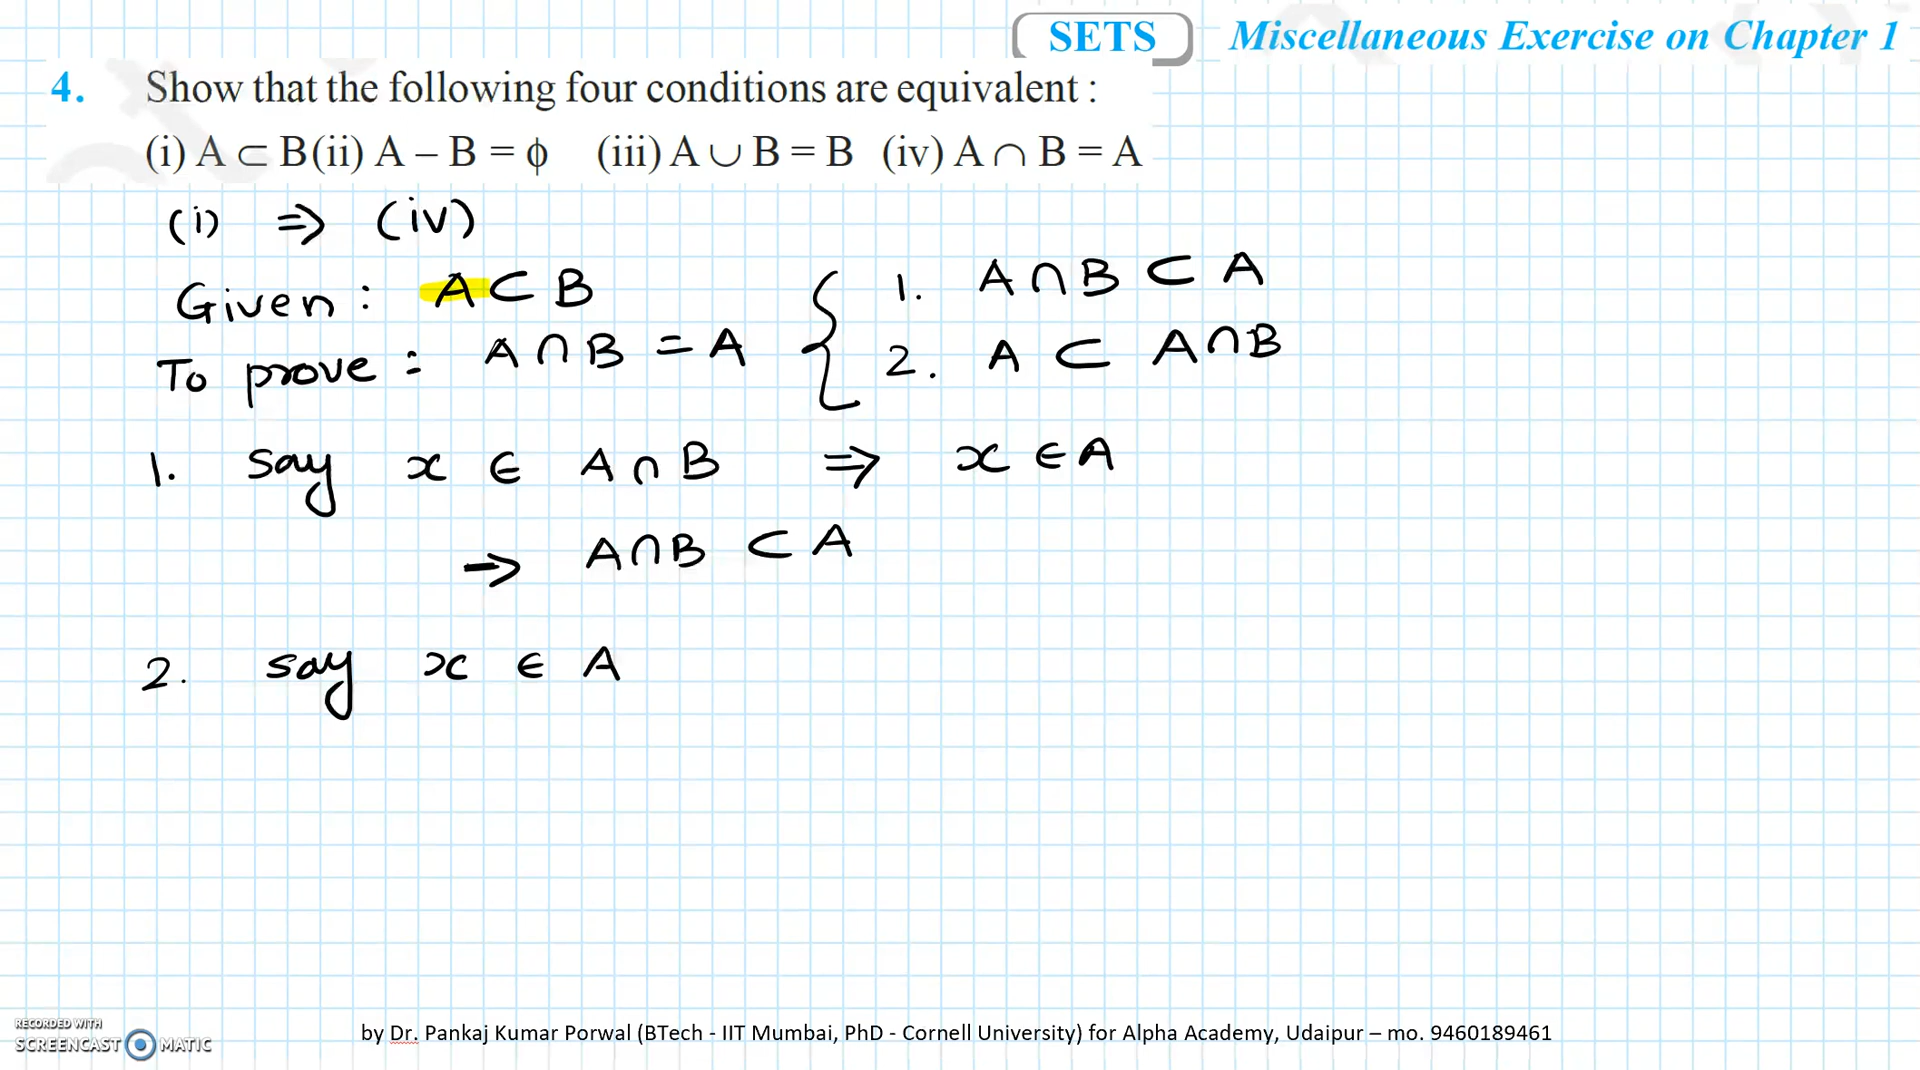 SETS Miscellaneous Exercise on Chapter 1
4. Show that the following four conditions are equivalent :
(i) A ⊂ B(ii) A – B = ϕ (iii) A ∪ B = B (iv) A ∩ B = A
(i) ⇒ (iv)
Given : A ⊂ B
To prove : A ∩ B = A { 1. A ∩ B ⊂ A
2. A ⊂ A ∩ B
1. say x ∈ A ∩ B ⇒ x ∈ A
→ A ∩ B ⊂ A
2. say x ∈ A
RECORDED WITH
SCREENCAST MATIC
by Dr. Pankaj Kumar Porwal (BTech - IIT Mumbai, PhD - Cornell University) for Alpha Academy, Udaipur – mo. 9460189461